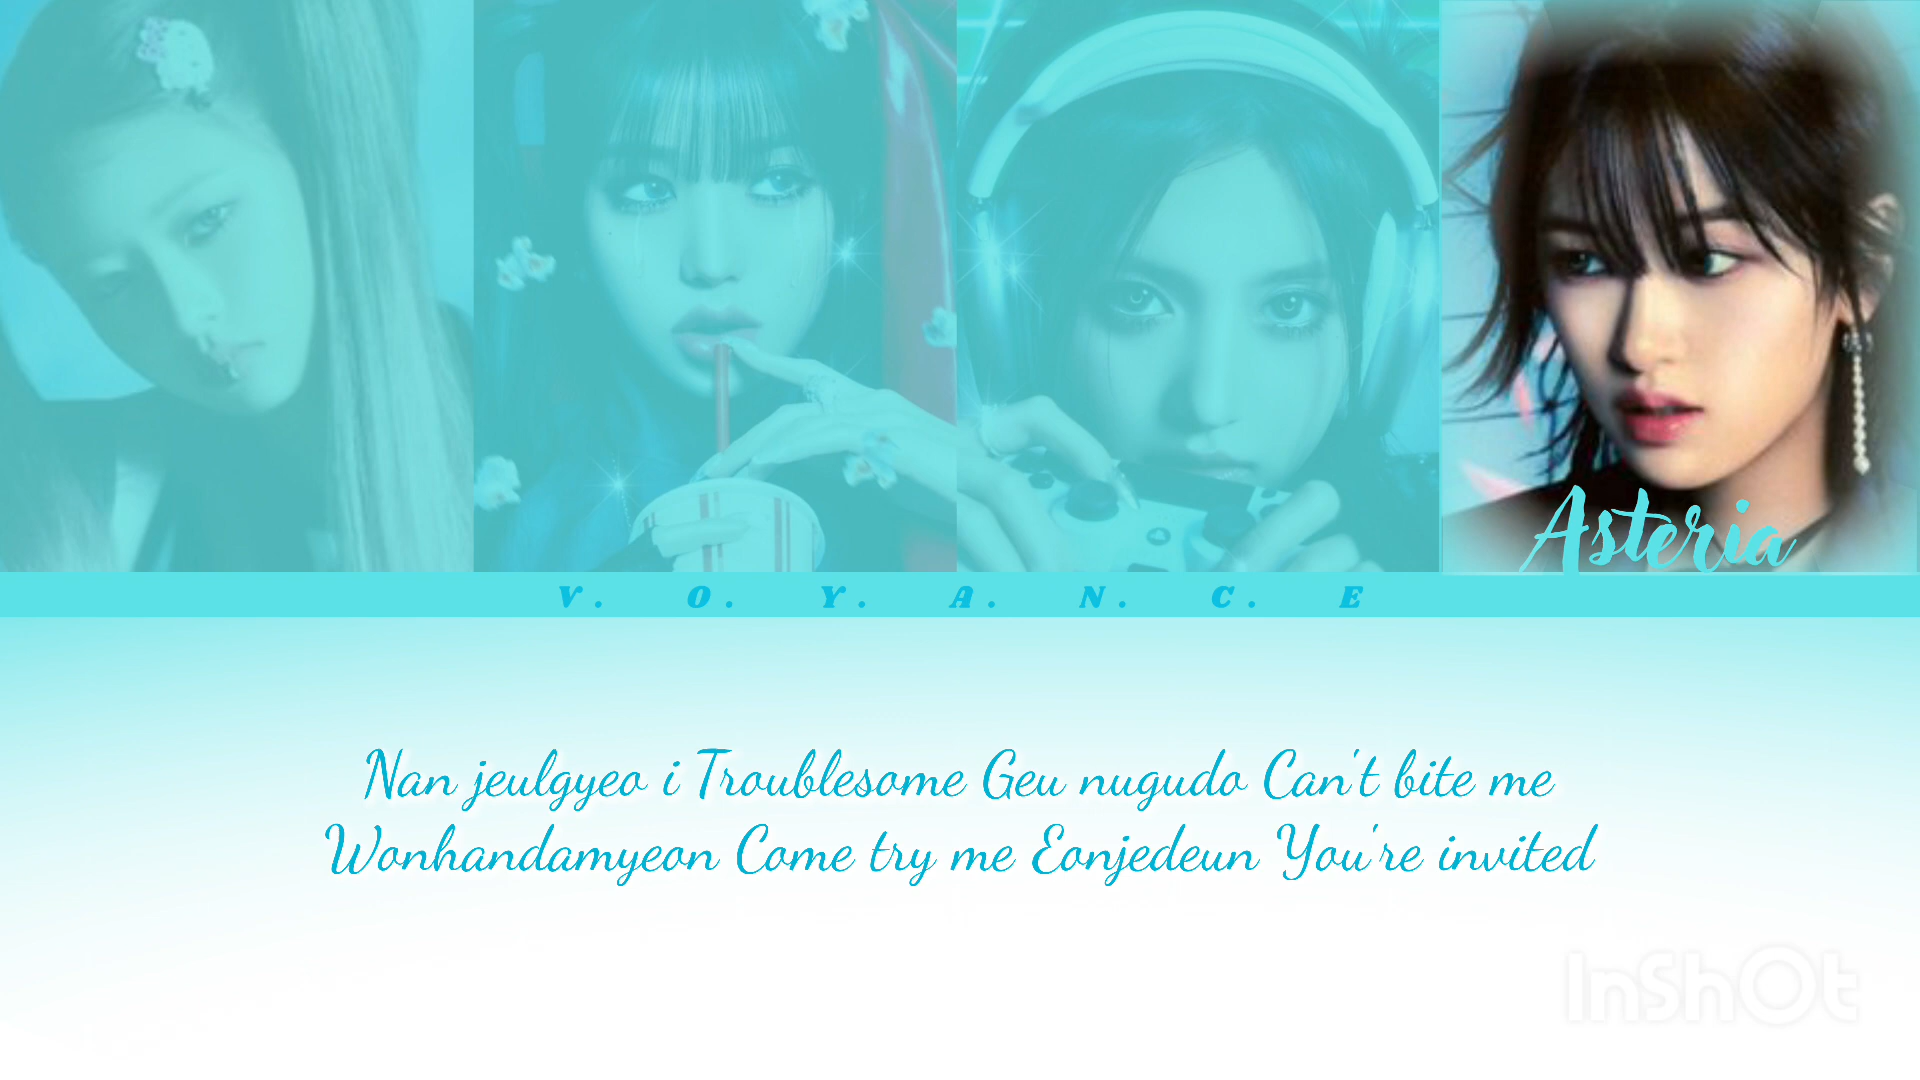 Asteria
V. O. Y. A. N. C. E
Nan jeulgyeo i Troublesome Geu nugudo Can't bite me
Wonhandamyeon Come try me Eonjedeun You're invited
InShOt